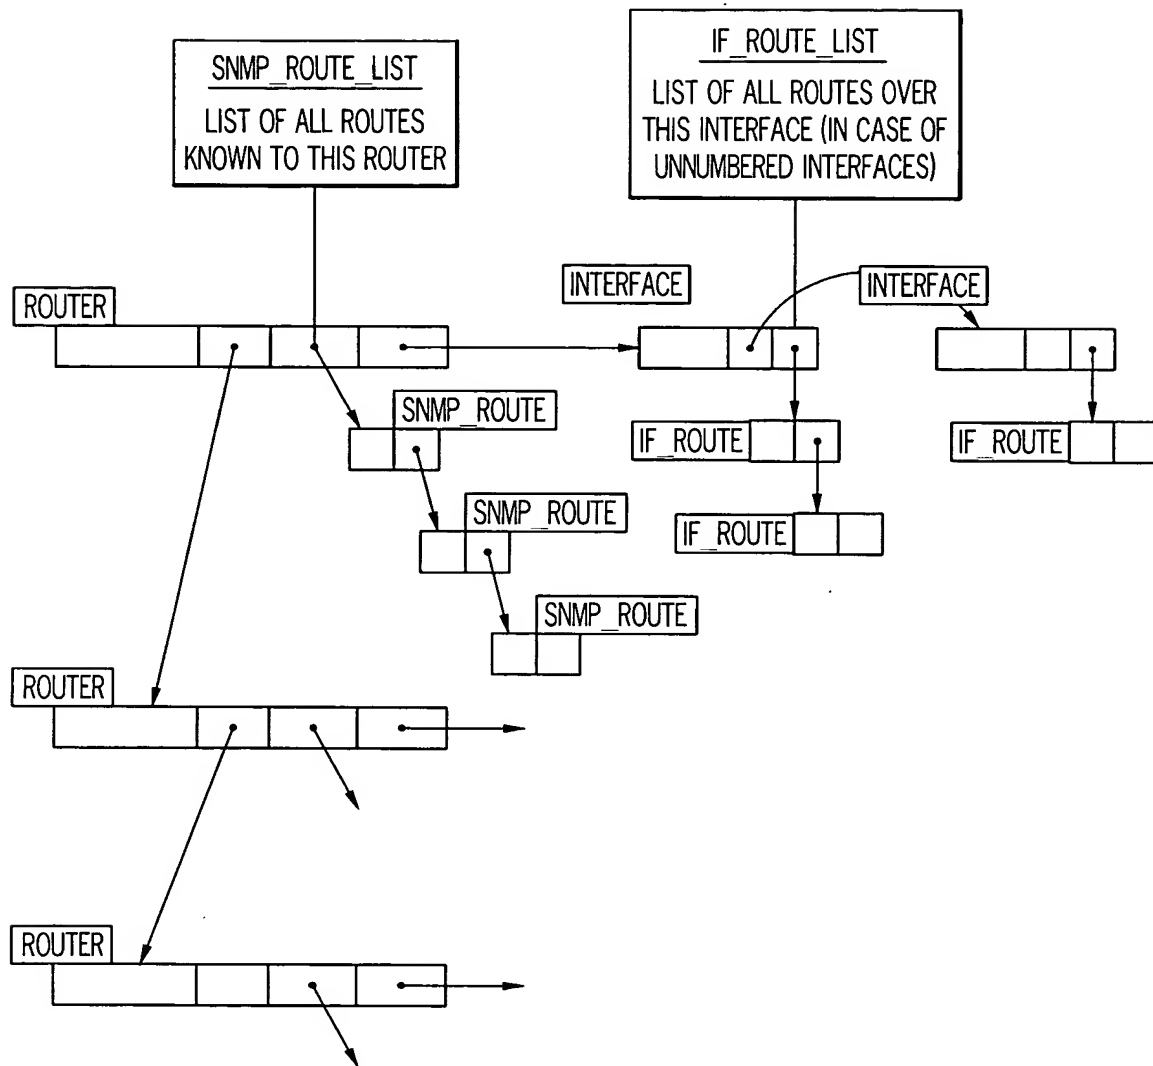 SNMP_ROUTE_LIST
LIST OF ALL ROUTES
KNOWN TO THIS ROUTER
IF_ROUTE_LIST
LIST OF ALL ROUTES OVER
THIS INTERFACE (IN CASE OF
UNNUMBERED INTERFACES)
ROUTER
INTERFACE
INTERFACE
SNMP_ROUTE
IF_ROUTE
IF_ROUTE
SNMP_ROUTE
IF_ROUTE
SNMP_ROUTE
ROUTER
ROUTER